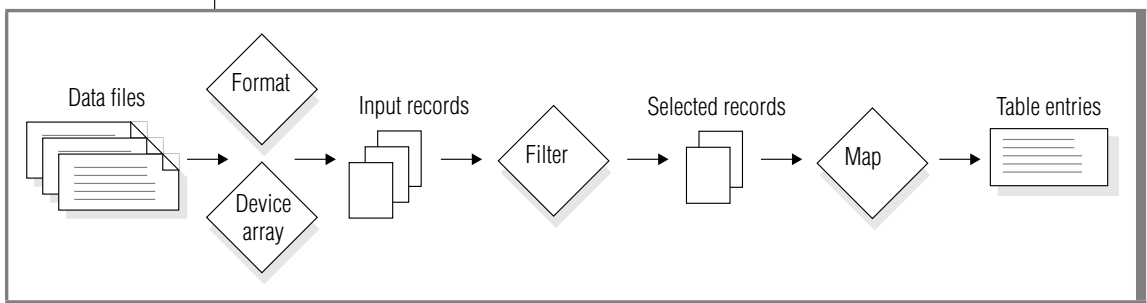 Data files
Format
Device
array
Input records
Filter
Selected records
Map
Table entries